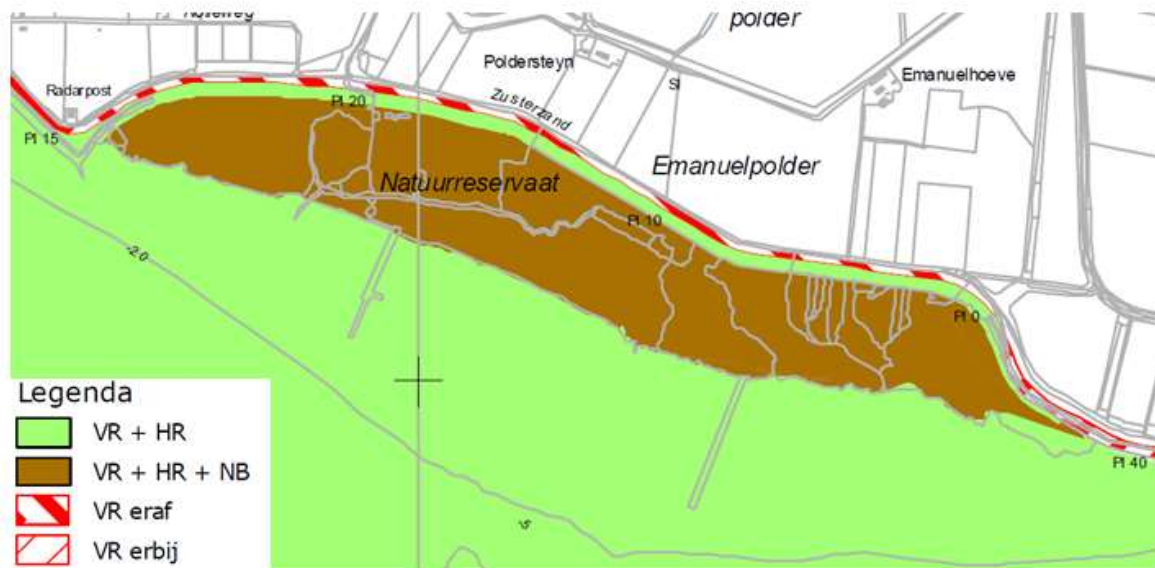 polder
Poldersteyn
Emanuelhoeve
Radarpost
Pl 20
Zusterzand
Sl
Pl 15
Natuurreservaat
Emanuelpolder
Pl 10
-2.0
Pl 0
Legenda
VR + HR
VR + HR + NB
VR eraf
VR erbij
-5
Pl 40